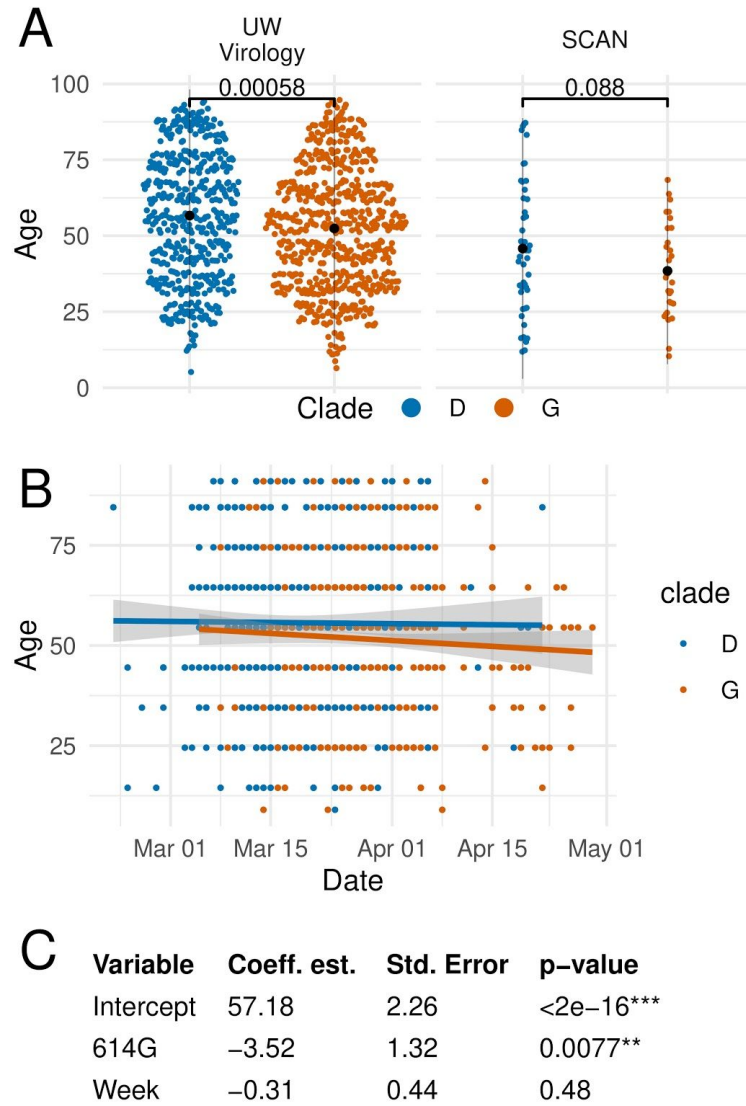 A
UW
Virology
SCAN
0.00058
0.088
100
75
50
25
0
Age
Clade D G
B
75
50
25
Age
Mar 01 Mar 15 Apr 01 Apr 15 May 01
Date
clade
D
G
C
Variable Coeff. est. Std. Error p−value
Intercept 57.18 2.26 <2e−16***
614G −3.52 1.32 0.0077**
Week −0.31 0.44 0.48